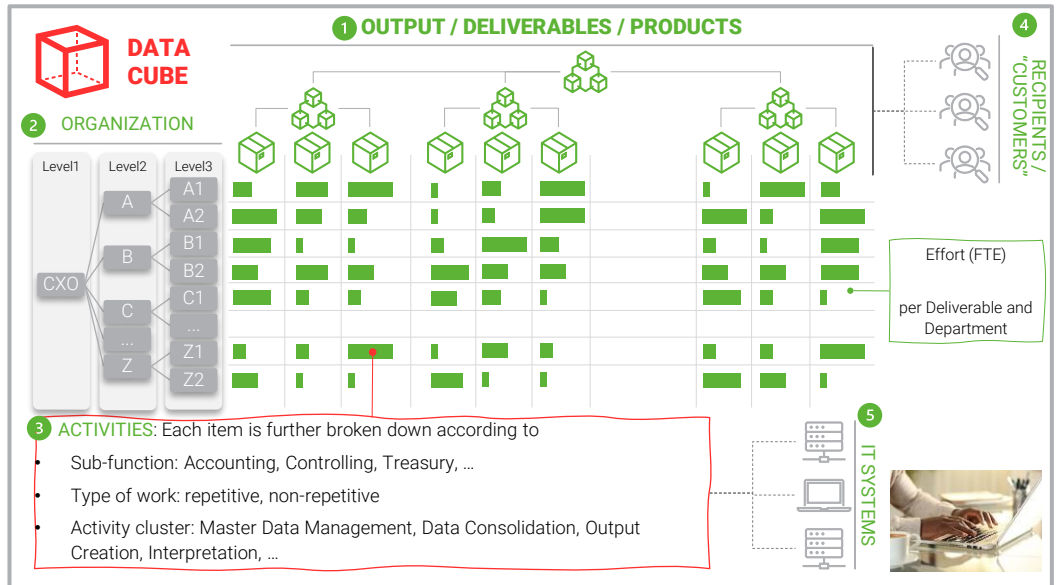 1 OUTPUT / DELIVERABLES / PRODUCTS
DATA
CUBE
4
RECIPIENTS /
"CUSTOMERS"
2 ORGANIZATION
Level1 Level2 Level3
A1
A
A2
B1
B
B2
CXO
C1
C
...
...
Z1
Z
Z2
Effort (FTE)
per Deliverable and
Department
3 ACTIVITIES: Each item is further broken down according to
• Sub-function: Accounting, Controlling, Treasury, ...
• Type of work: repetitive, non-repetitive
• Activity cluster: Master Data Management, Data Consolidation, Output
Creation, Interpretation, ...
5
IT SYSTEMS